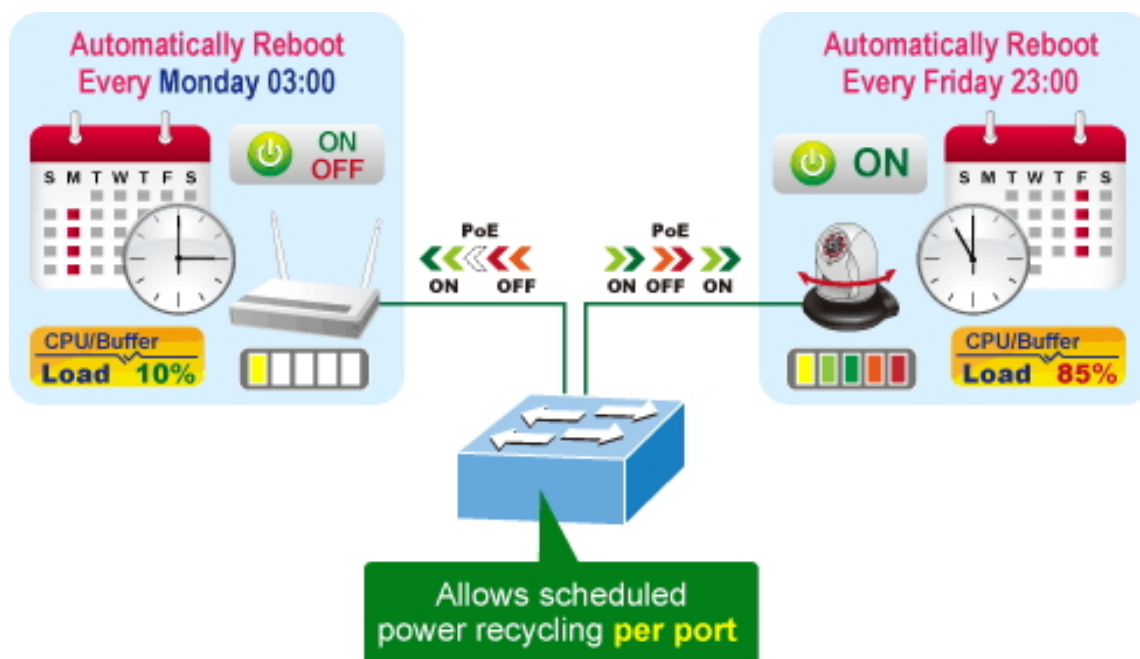 Automatically Reboot
Every Monday 03:00
S M T W T F S
ON
OFF
CPU/Buffer
Load 10%
PoE
ON OFF
PoE
ON OFF ON
Automatically Reboot
Every Friday 23:00
ON
S M T W T F S
CPU/Buffer
Load 85%
Allows scheduled
power recycling per port